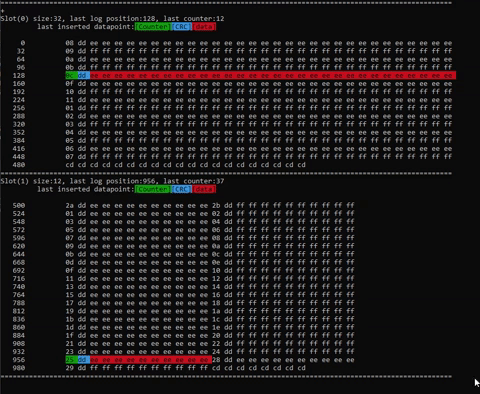 Slot(0) size:32, last log position:128, last counter:12
last inserted datapoint:[Counter][CRC][data]
0 08 dd ee ee ee ee ee ee ee ee ee ee ee ee ee ee ee ee ee ee ee ee ee ee ee ee ee ee ee ee ee ee
32 09 dd ff ff ff ff ff ff ff ff ff ff ff ff ff ff ff ff ff ff ff ff ff ff ff ff ff ff ff ff ff ff
64 0a dd ee ee ee ee ee ee ee ee ee ee ee ee ee ee ee ee ee ee ee ee ee ee ee ee ee ee ee ee ee ee
96 0b dd ff ff ff ff ff ff ff ff ff ff ff ff ff ff ff ff ff ff ff ff ff ff ff ff ff ff ff ff ff ff
128 0c dd ee ee ee ee ee ee ee ee ee ee ee ee ee ee ee ee ee ee ee ee ee ee ee ee ee ee ee ee ee ee
160 0f dd ee ee ee ee ee ee ee ee ee ee ee ee ee ee ee ee ee ee ee ee ee ee ee ee ee ee ee ee ee ee
192 10 dd ff ff ff ff ff ff ff ff ff ff ff ff ff ff ff ff ff ff ff ff ff ff ff ff ff ff ff ff ff ff
224 11 dd ee ee ee ee ee ee ee ee ee ee ee ee ee ee ee ee ee ee ee ee ee ee ee ee ee ee ee ee ee ee
256 01 dd ff ff ff ff ff ff ff ff ff ff ff ff ff ff ff ff ff ff ff ff ff ff ff ff ff ff ff ff ff ff
288 02 dd ee ee ee ee ee ee ee ee ee ee ee ee ee ee ee ee ee ee ee ee ee ee ee ee ee ee ee ee ee ee
320 03 dd ff ff ff ff ff ff ff ff ff ff ff ff ff ff ff ff ff ff ff ff ff ff ff ff ff ff ff ff ff ff
352 04 dd ee ee ee ee ee ee ee ee ee ee ee ee ee ee ee ee ee ee ee ee ee ee ee ee ee ee ee ee ee ee
384 05 dd ff ff ff ff ff ff ff ff ff ff ff ff ff ff ff ff ff ff ff ff ff ff ff ff ff ff ff ff ff ff
416 06 dd ee ee ee ee ee ee ee ee ee ee ee ee ee ee ee ee ee ee ee ee ee ee ee ee ee ee ee ee ee ee
448 07 dd ff ff ff ff ff ff ff ff ff ff ff ff ff ff ff ff ff ff ff ff ff ff ff ff ff ff ff ff ff ff
480 cd cd cd cd cd cd cd cd cd cd cd cd cd cd cd cd cd cd cd cd
Slot(1) size:12, last log position:956, last counter:37
last inserted datapoint:[Counter][CRC][data]
500 2a dd ee ee ee ee ee ee ee ee ee ee 2b dd ff ff ff ff ff ff ff ff ff ff
524 01 dd ee ee ee ee ee ee ee ee ee ee 02 dd ff ff ff ff ff ff ff ff ff ff
548 03 dd ee ee ee ee ee ee ee ee ee ee 04 dd ff ff ff ff ff ff ff ff ff ff
572 05 dd ee ee ee ee ee ee ee ee ee ee 06 dd ff ff ff ff ff ff ff ff ff ff
596 07 dd ee ee ee ee ee ee ee ee ee ee 08 dd ff ff ff ff ff ff ff ff ff ff
620 09 dd ee ee ee ee ee ee ee ee ee ee 0a dd ff ff ff ff ff ff ff ff ff ff
644 0b dd ee ee ee ee ee ee ee ee ee ee 0c dd ff ff ff ff ff ff ff ff ff ff
668 0d dd ee ee ee ee ee ee ee ee ee ee 0e dd ff ff ff ff ff ff ff ff ff ff
692 0f dd ee ee ee ee ee ee ee ee ee ee 10 dd ff ff ff ff ff ff ff ff ff ff
716 11 dd ee ee ee ee ee ee ee ee ee ee 12 dd ff ff ff ff ff ff ff ff ff ff
740 13 dd ee ee ee ee ee ee ee ee ee ee 14 dd ff ff ff ff ff ff ff ff ff ff
764 15 dd ee ee ee ee ee ee ee ee ee ee 16 dd ff ff ff ff ff ff ff ff ff ff
788 17 dd ee ee ee ee ee ee ee ee ee ee 18 dd ff ff ff ff ff ff ff ff ff ff
812 19 dd ee ee ee ee ee ee ee ee ee ee 1a dd ff ff ff ff ff ff ff ff ff ff
836 1b dd ee ee ee ee ee ee ee ee ee ee 1c dd ff ff ff ff ff ff ff ff ff ff
860 1d dd ee ee ee ee ee ee ee ee ee ee 1e dd ff ff ff ff ff ff ff ff ff ff
884 1f dd ee ee ee ee ee ee ee ee ee ee 20 dd ff ff ff ff ff ff ff ff ff ff
908 21 dd ee ee ee ee ee ee ee ee ee ee 22 dd ff ff ff ff ff ff ff ff ff ff
932 23 dd ee ee ee ee ee ee ee ee ee ee 24 dd ff ff ff ff ff ff ff ff ff ff
956 25 dd ee ee ee ee ee ee ee ee ee ee 28 dd ee ee ee ee ee ee ee ee ee ee
980 29 dd ff ff ff ff ff ff ff ff ff ff cd cd cd cd cd cd cd cd